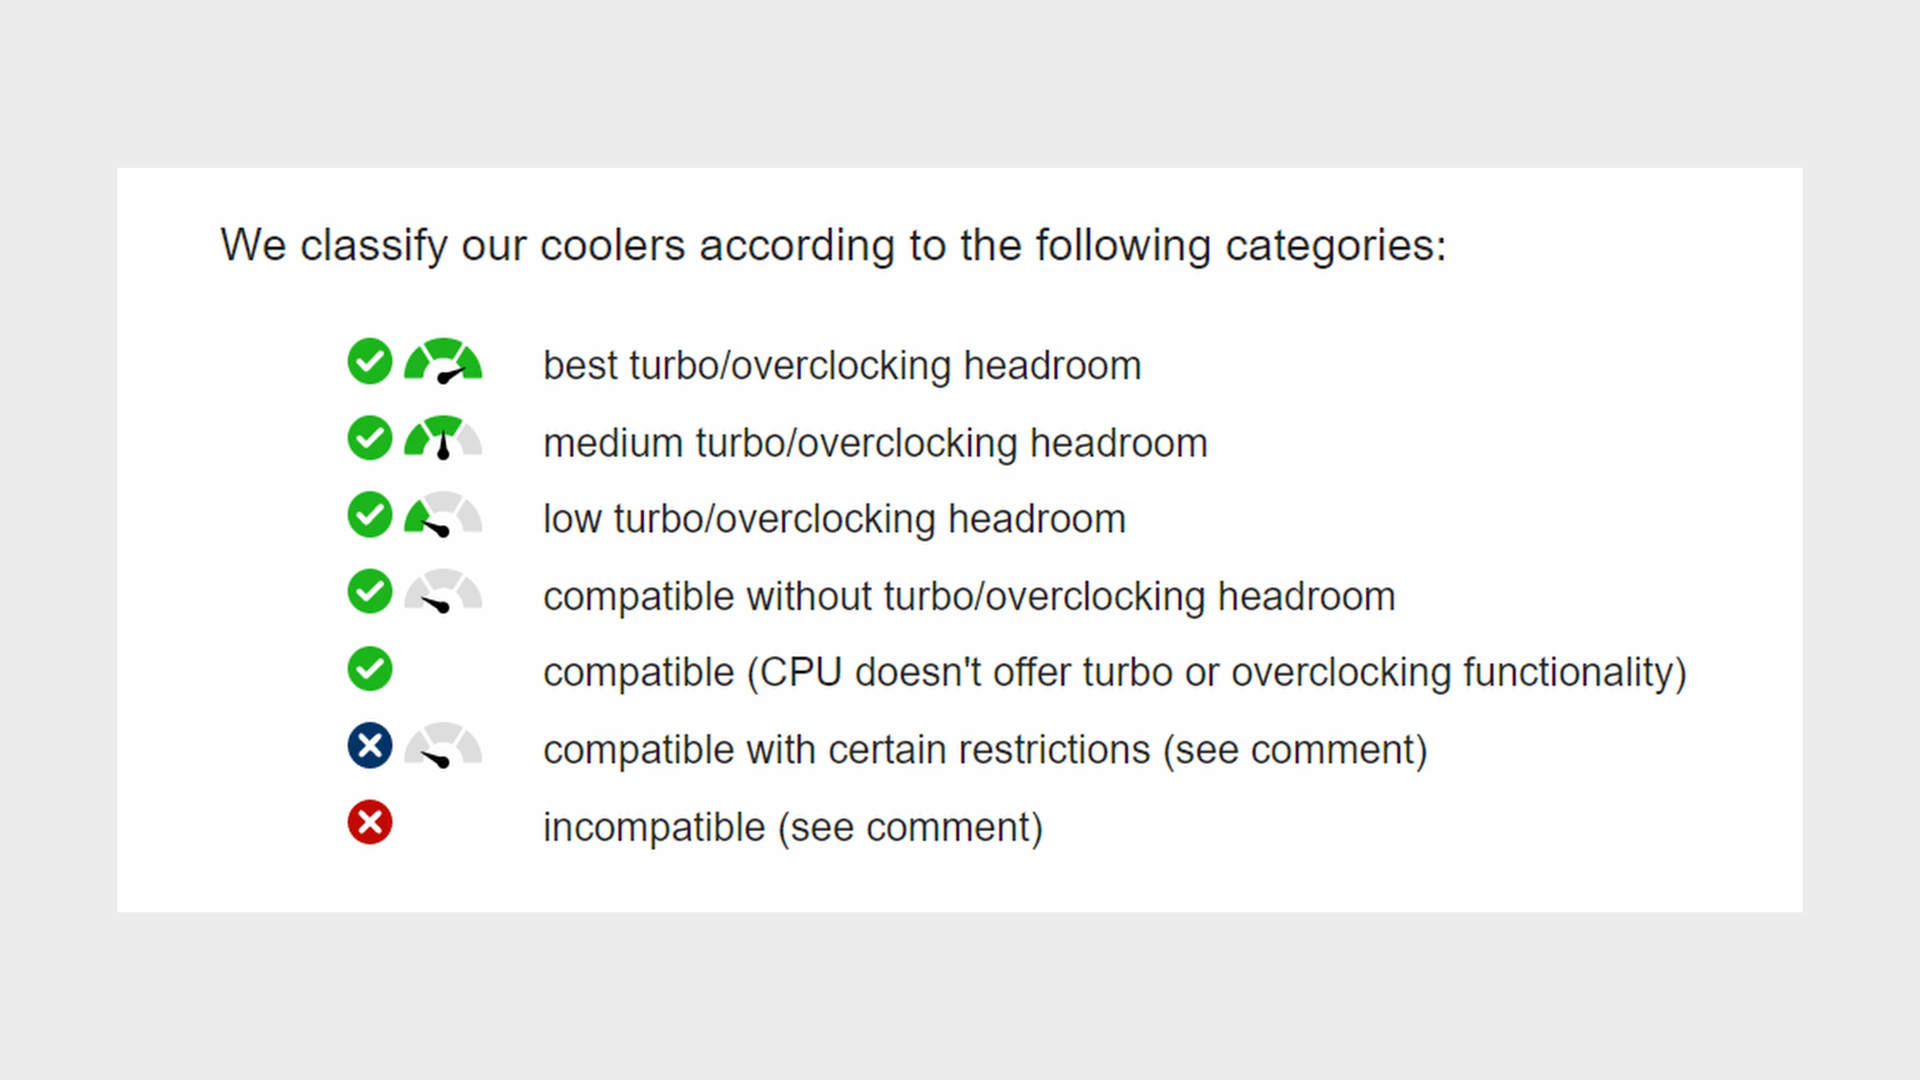 We classify our coolers according to the following categories:
best turbo/overclocking headroom
medium turbo/overclocking headroom
low turbo/overclocking headroom
compatible without turbo/overclocking headroom
compatible (CPU doesn't offer turbo or overclocking functionality)
compatible with certain restrictions (see comment)
incompatible (see comment)